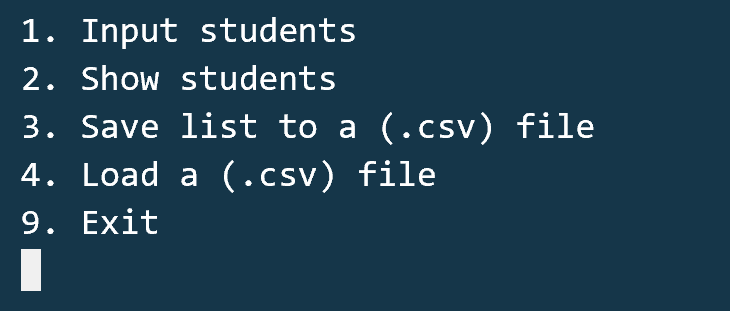 1. Input students
2. Show students
3. Save list to a (.csv) file
4. Load a (.csv) file
9. Exit